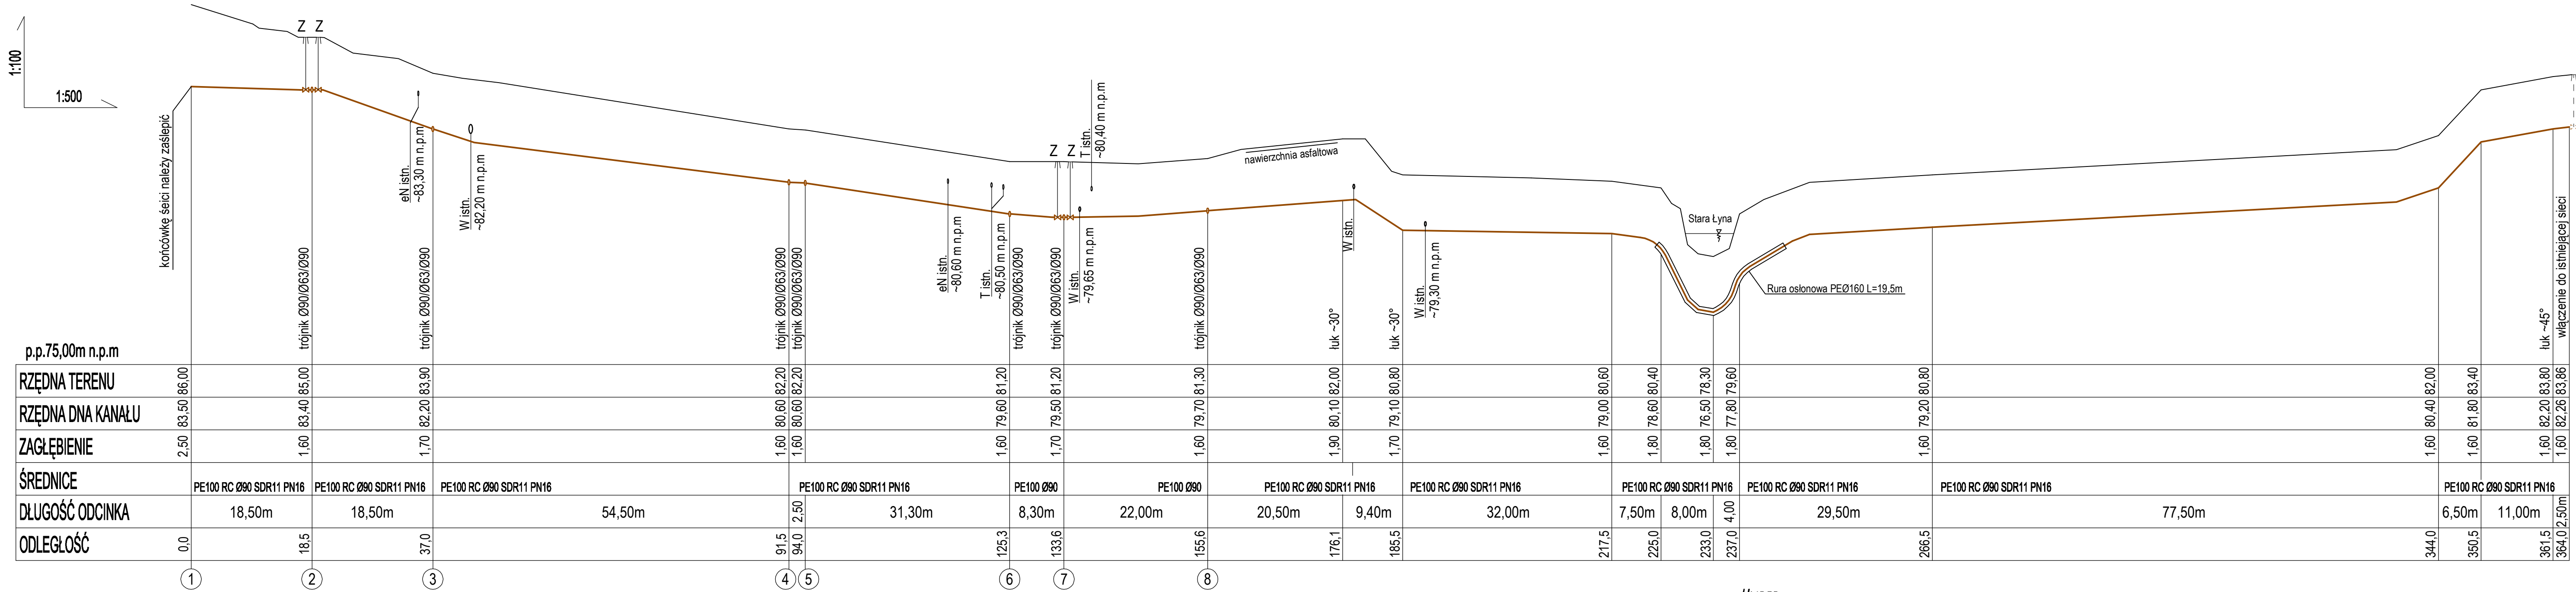 1:100
1:500
końcówkę śeici należy zaślepić
Z Z
trójnik Ø90/Ø63/Ø90
trójnik Ø90/Ø63/Ø90
eN istn.
~83,30 m n.p.m
W istn.
~82,20 m n.p.m
trójnik Ø90/Ø63/Ø90
trójnik Ø90/Ø63/Ø90
eN istn.
~80,60 m n.p.m
T istn.
~80,50 m n.p.m
trójnik Ø90/Ø63/Ø90
Z Z
trójnik Ø90/Ø63/Ø90
W istn.
~79,65 m n.p.m
T istn.
~80,40 m n.p.m
trójnik Ø90/Ø63/Ø90
nawierzchnia asfaltowa
łuk ~30°
W istn.
łuk ~30°
W istn.
~79,30 m n.p.m
Stara Łyna
Rura osłonowa PEØ160 L=19,5m
łuk ~45°
włączenie do istniejącej sieci
p.p.75,00m n.p.m
RZĘDNA TERENU 86,00 85,00 83,90 82,20 82,20 81,20 81,20 81,30 82,00 80,80 80,60 80,40 78,30 79,60 80,80 82,00 83,40 83,80 83,86
RZĘDNA DNA KANAŁU 83,50 83,40 82,20 80,60 80,60 79,60 79,50 79,70 80,10 79,10 79,00 78,60 76,50 77,80 79,20 80,40 81,80 82,20 82,26
ZAGŁĘBIENIE 2,50 1,60 1,70 1,60 1,60 1,60 1,70 1,60 1,90 1,70 1,60 1,80 1,80 1,80 1,60 1,60 1,60 1,60 1,60
ŚREDNICE PE100 RC Ø90 SDR11 PN16 PE100 RC Ø90 SDR11 PN16 PE100 RC Ø90 SDR11 PN16 PE100 RC Ø90 SDR11 PN16 PE100 Ø90 PE100 Ø90 PE100 RC Ø90 SDR11 PN16 PE100 RC Ø90 SDR11 PN16 PE100 RC Ø90 SDR11 PN16 PE100 RC Ø90 SDR11 PN16 PE100 RC Ø90 SDR11 PN16 PE100 RC Ø90 SDR11 PN16
DŁUGOŚĆ ODCINKA 18,50m 18,50m 54,50m 2,50 31,30m 8,30m 22,00m 20,50m 9,40m 32,00m 7,50m 8,00m 4,00 29,50m 77,50m 6,50m 11,00m 2,50m
ODLEGŁOŚĆ 0,0 18,5 37,0 91,5 94,0 125,3 133,6 155,6 176,1 185,5 217,5 225,0 233,0 237,0 266,5 344,0 350,5 361,5 364,0
1 2 3 4 5 6 7 8